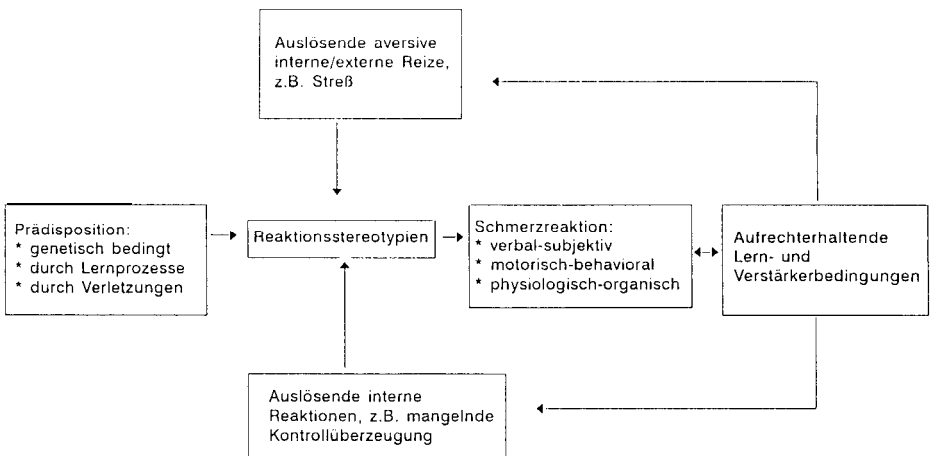 Auslösende aversive
interne/externe Reize,
z.B. Streß
Prädisposition:
* genetisch bedingt
* durch Lernprozesse
* durch Verletzungen
Reaktionsstereotypien
Schmerzreaktion:
* verbal-subjektiv
* motorisch-behavioral
* physiologisch-organisch
Aufrechterhaltende
Lern- und
Verstärkerbedingungen
Auslösende interne
Reaktionen, z.B. mangelnde
Kontrollüberzeugung